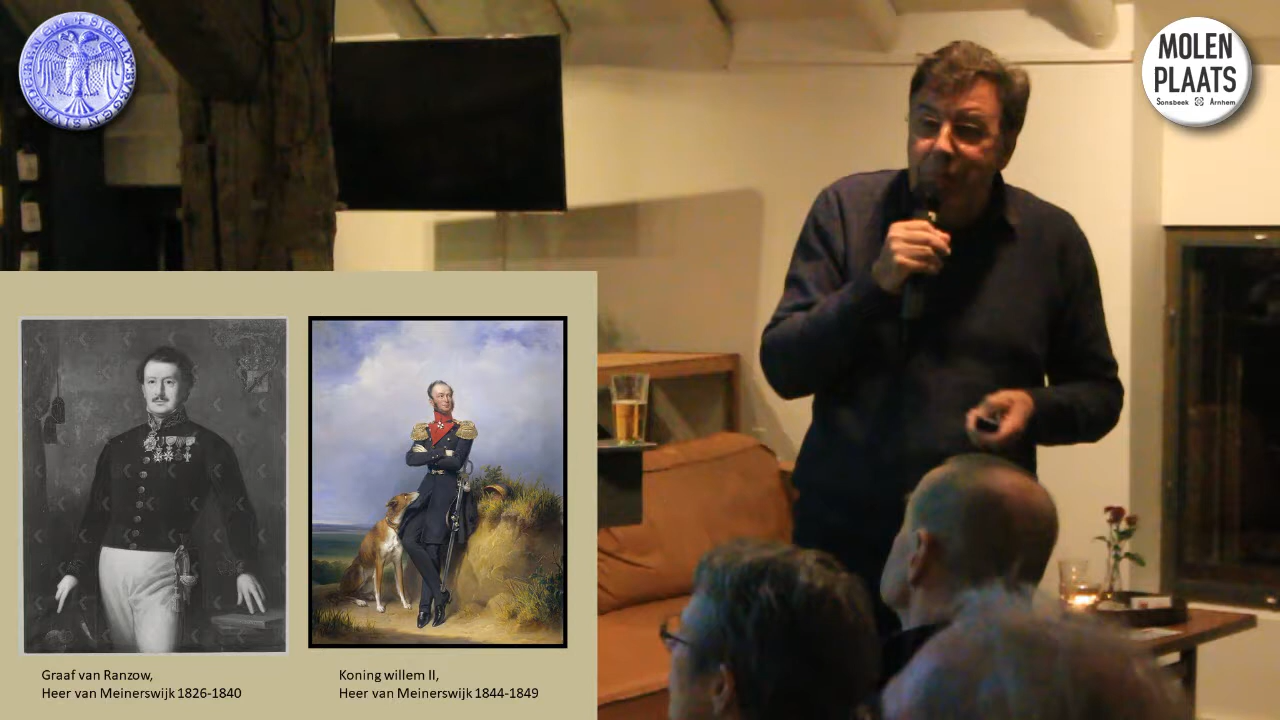 MOLEN
PLAATS
Sonsbeek Arnhem
Graaf van Ranzow,
Heer van Meinerswijk 1826-1840
Koning willem II,
Heer van Meinerswijk 1844-1849